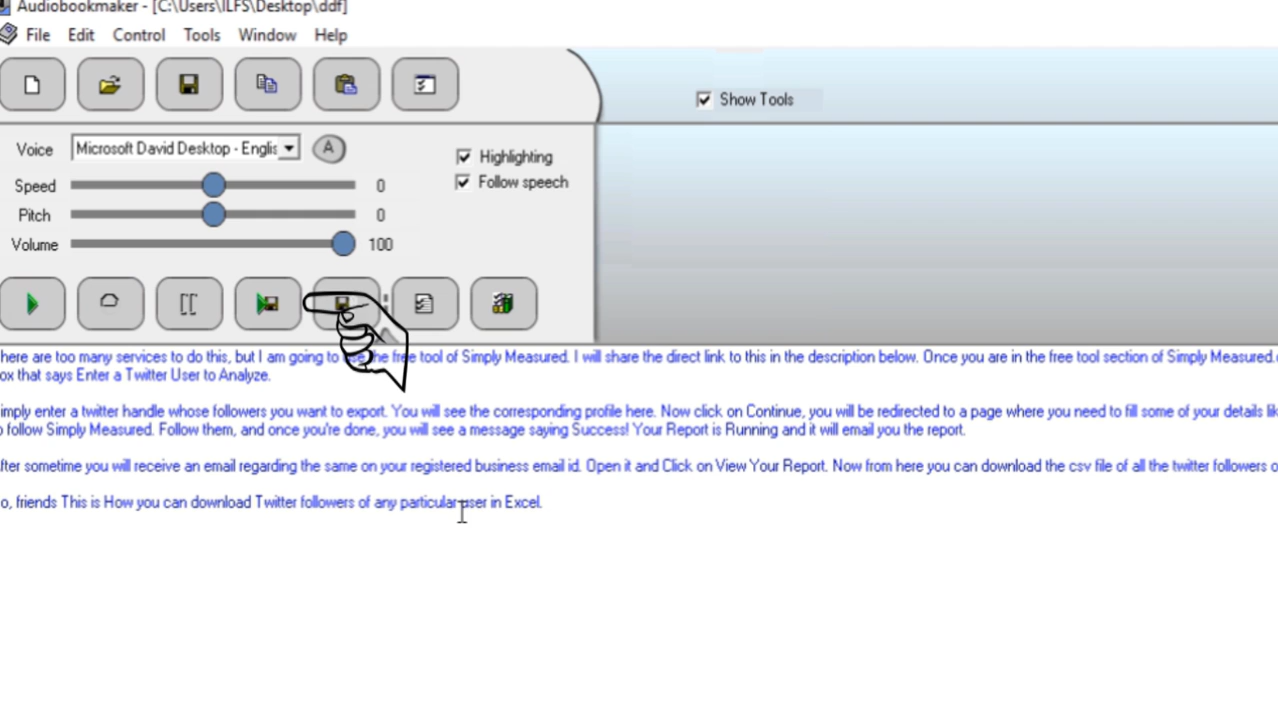 Audiobookmaker - [C:\Users\ILFS\Desktop\ddf]
File Edit Control Tools Window Help
Show Tools
Voice Microsoft David Desktop - Englis A
Highlighting
Speed 0
Follow speech
Pitch 0
Volume 100
here are too many services to do this, but I am going to use the free tool of Simply Measured. I will share the direct link to this in the description below. Once you are in the free tool section of Simply Measured.
ox that says Enter a Twitter User to Analyze.
imply enter a twitter handle whose followers you want to export. You will see the corresponding profile here. Now click on Continue, you will be redirected to a page where you need to fill some of your details li
o follow Simply Measured. Follow them, and once you're done, you will see a message saying Success! Your Report is Running and it will email you the report.
fter sometime you will receive an email regarding the same on your registered business email id. Open it and Click on View Your Report. Now from here you can download the csv file of all the twitter followers o
o, friends This is How you can download Twitter followers of any particular user in Excel.